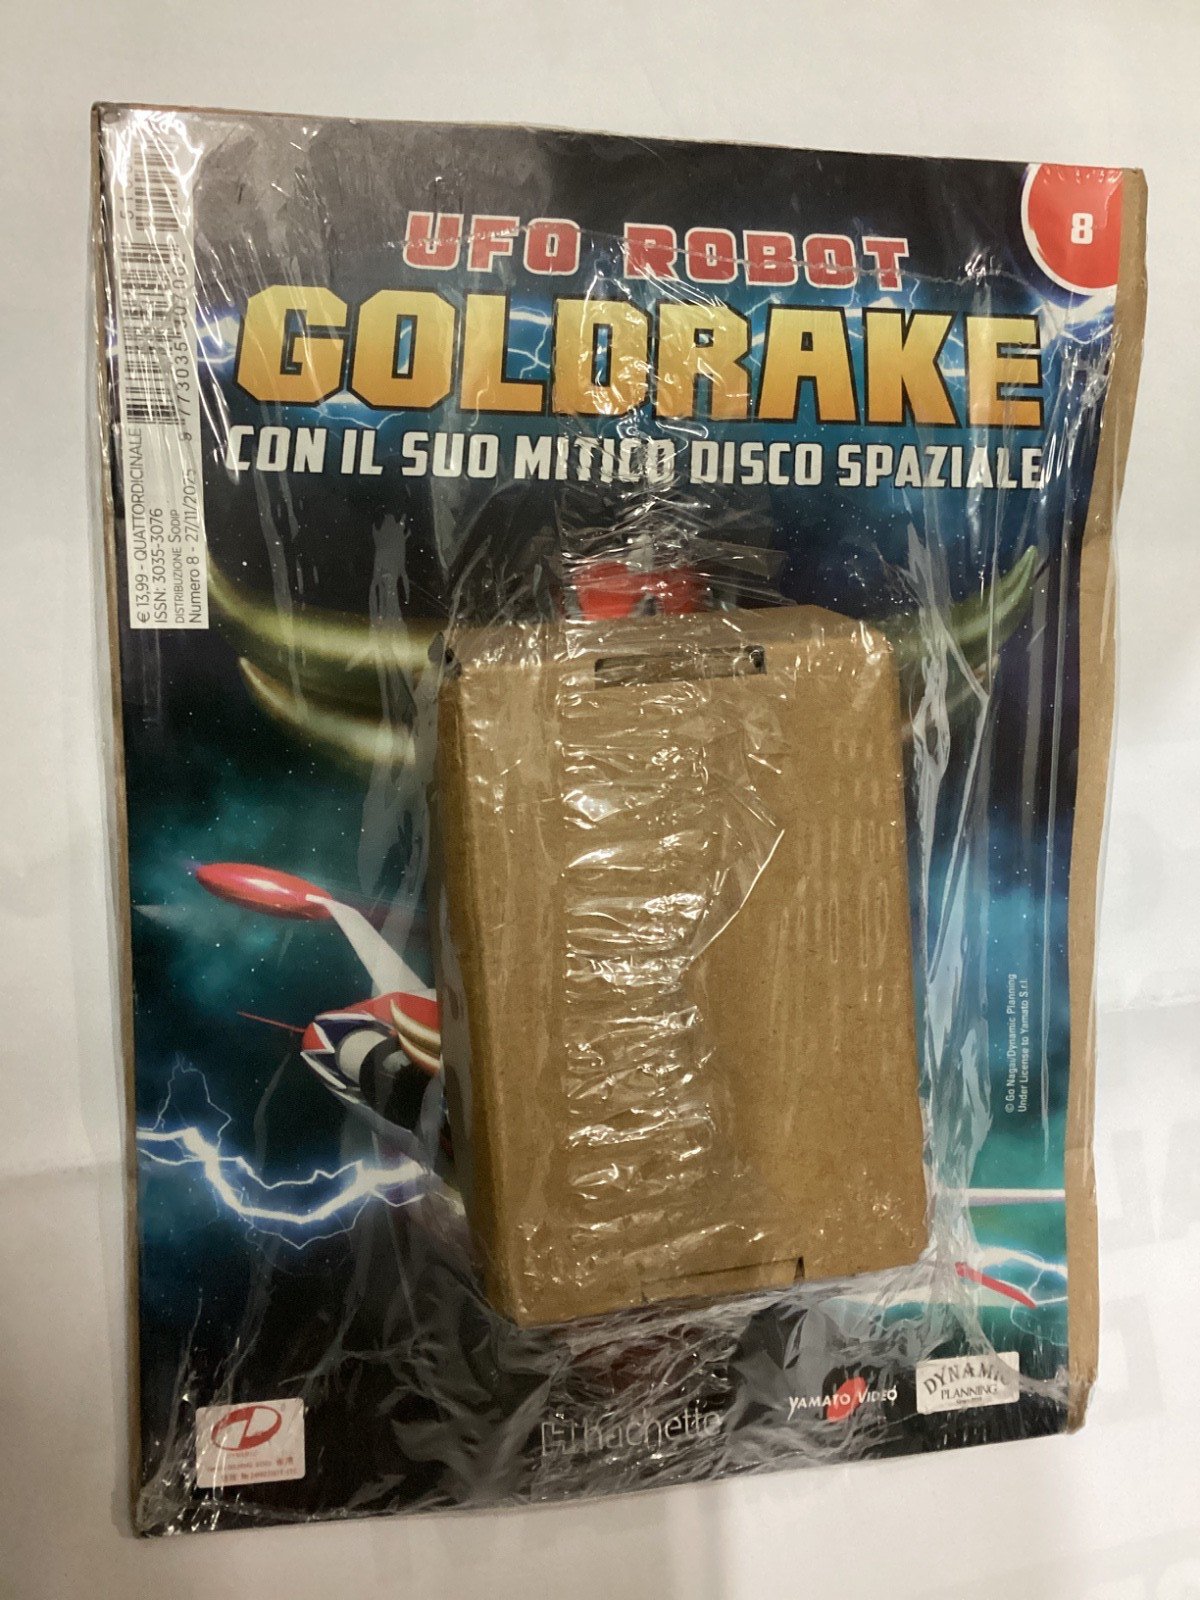 8
UFO ROBOT
GOLDRAKE
CON IL SUO MITICO DISCO SPAZIALE
€ 13,99 - QUATTORDICINALE
ISSN: 3035-3076
DISTRIBUZIONE SODIP
Numero 8 - 27/11/2025
© Go Nagai/Dynamic Planning
Under License to Yamato S.r.l.
hachette
YAMATO VIDEO
DYNAMIC
PLANNING